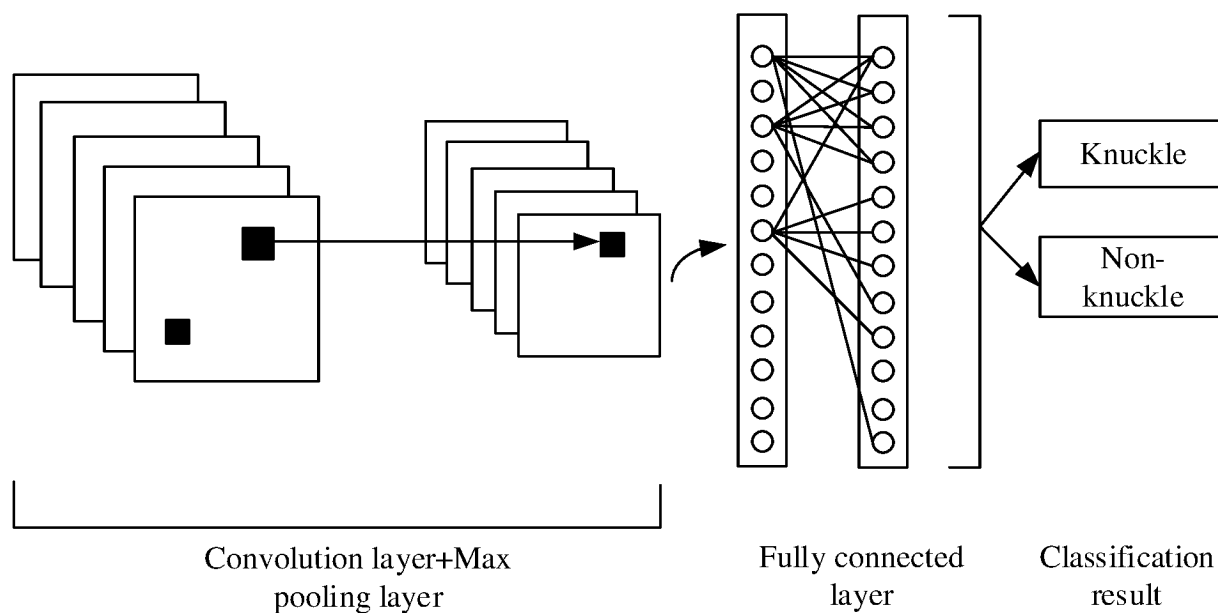 Knuckle
Non-
knuckle
Convolution layer+Max
pooling layer
Fully connected
layer
Classification
result